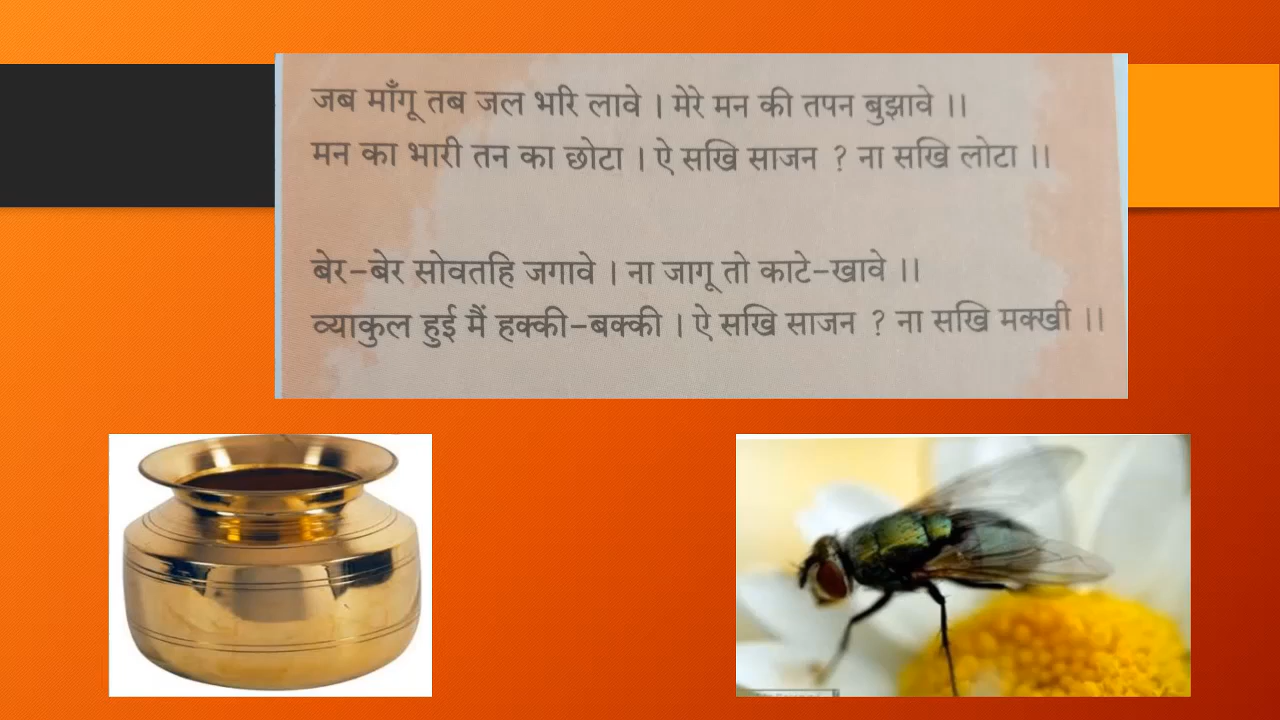 जब माँगू तब जल भरि लावे । मेरे मन की तपन बुझावे ।।
मन का भारी तन का छोटा । ऐ सखि साजन ? ना सखि लोटा ।।
बेर-बेर सोवतहि जगावे । ना जागू तो काटे-खावे ।।
व्याकुल हुई मैं हक्की-बक्की । ऐ सखि साजन ? ना सखि मक्खी ।।